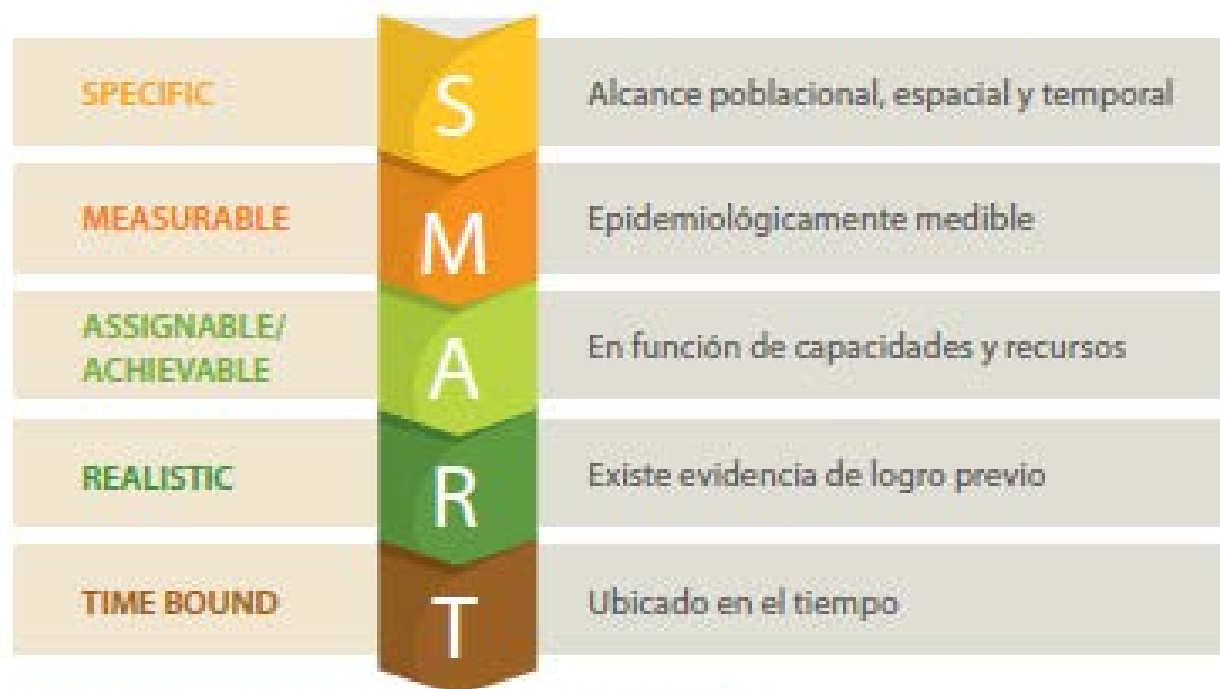 SPECIFIC
S
Alcance poblacional, espacial y temporal
MEASURABLE
M
Epidemiológicamente medible
ASSIGNABLE/
ACHIEVABLE
A
En función de capacidades y recursos
REALISTIC
R
Existe evidencia de logro previo
TIME BOUND
T
Ubicado en el tiempo